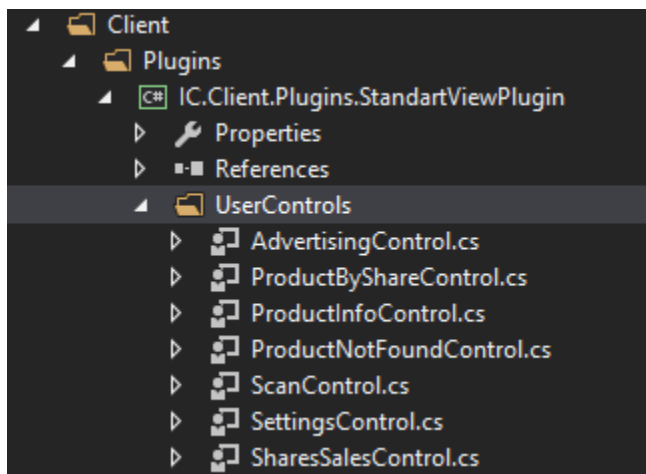 Client
Plugins
C# IC.Client.Plugins.StandartViewPlugin
Properties
References
UserControls
AdvertisingControl.cs
ProductByShareControl.cs
ProductInfoControl.cs
ProductNotFoundControl.cs
ScanControl.cs
SettingsControl.cs
SharesSalesControl.cs